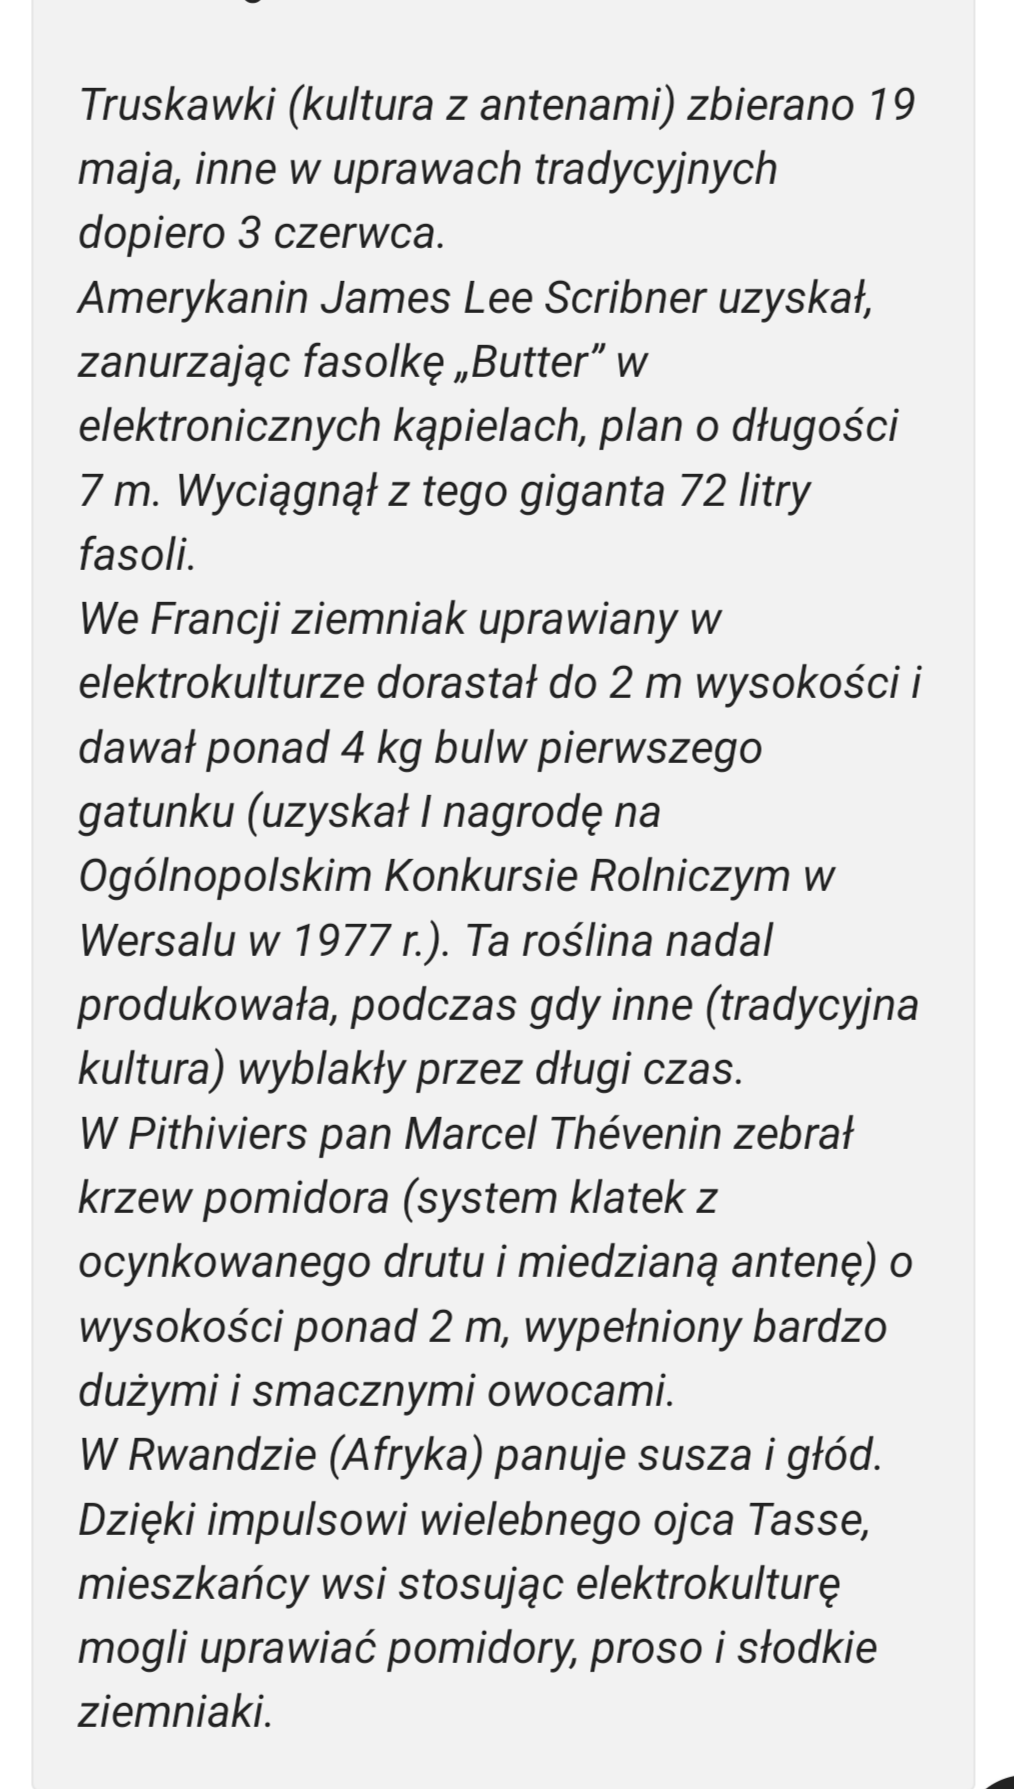 Truskawki (kultura z antenami) zbierano 19
maja, inne w uprawach tradycyjnych
dopiero 3 czerwca.
Amerykanin James Lee Scribner uzyskał,
zanurzając fasolkę „Butter” w
elektronicznych kąpielach, plan o długości
7 m. Wyciągnął z tego giganta 72 litry
fasoli.
We Francji ziemniak uprawiany w
elektrokulturze dorastał do 2 m wysokości i
dawał ponad 4 kg bulw pierwszego
gatunku (uzyskał I nagrodę na
Ogólnopolskim Konkursie Rolniczym w
Wersalu w 1977 r.). Ta roślina nadal
produkowała, podczas gdy inne (tradycyjna
kultura) wyblakły przez długi czas.
W Pithiviers pan Marcel Thévenin zebrał
krzew pomidora (system klatek z
ocynkowanego drutu i miedzianą antenę) o
wysokości ponad 2 m, wypełniony bardzo
dużymi i smacznymi owocami.
W Rwandzie (Afryka) panuje susza i głód.
Dzięki impulsowi wielebnego ojca Tasse,
mieszkańcy wsi stosując elektrokulturę
mogli uprawiać pomidory, proso i słodkie
ziemniaki.